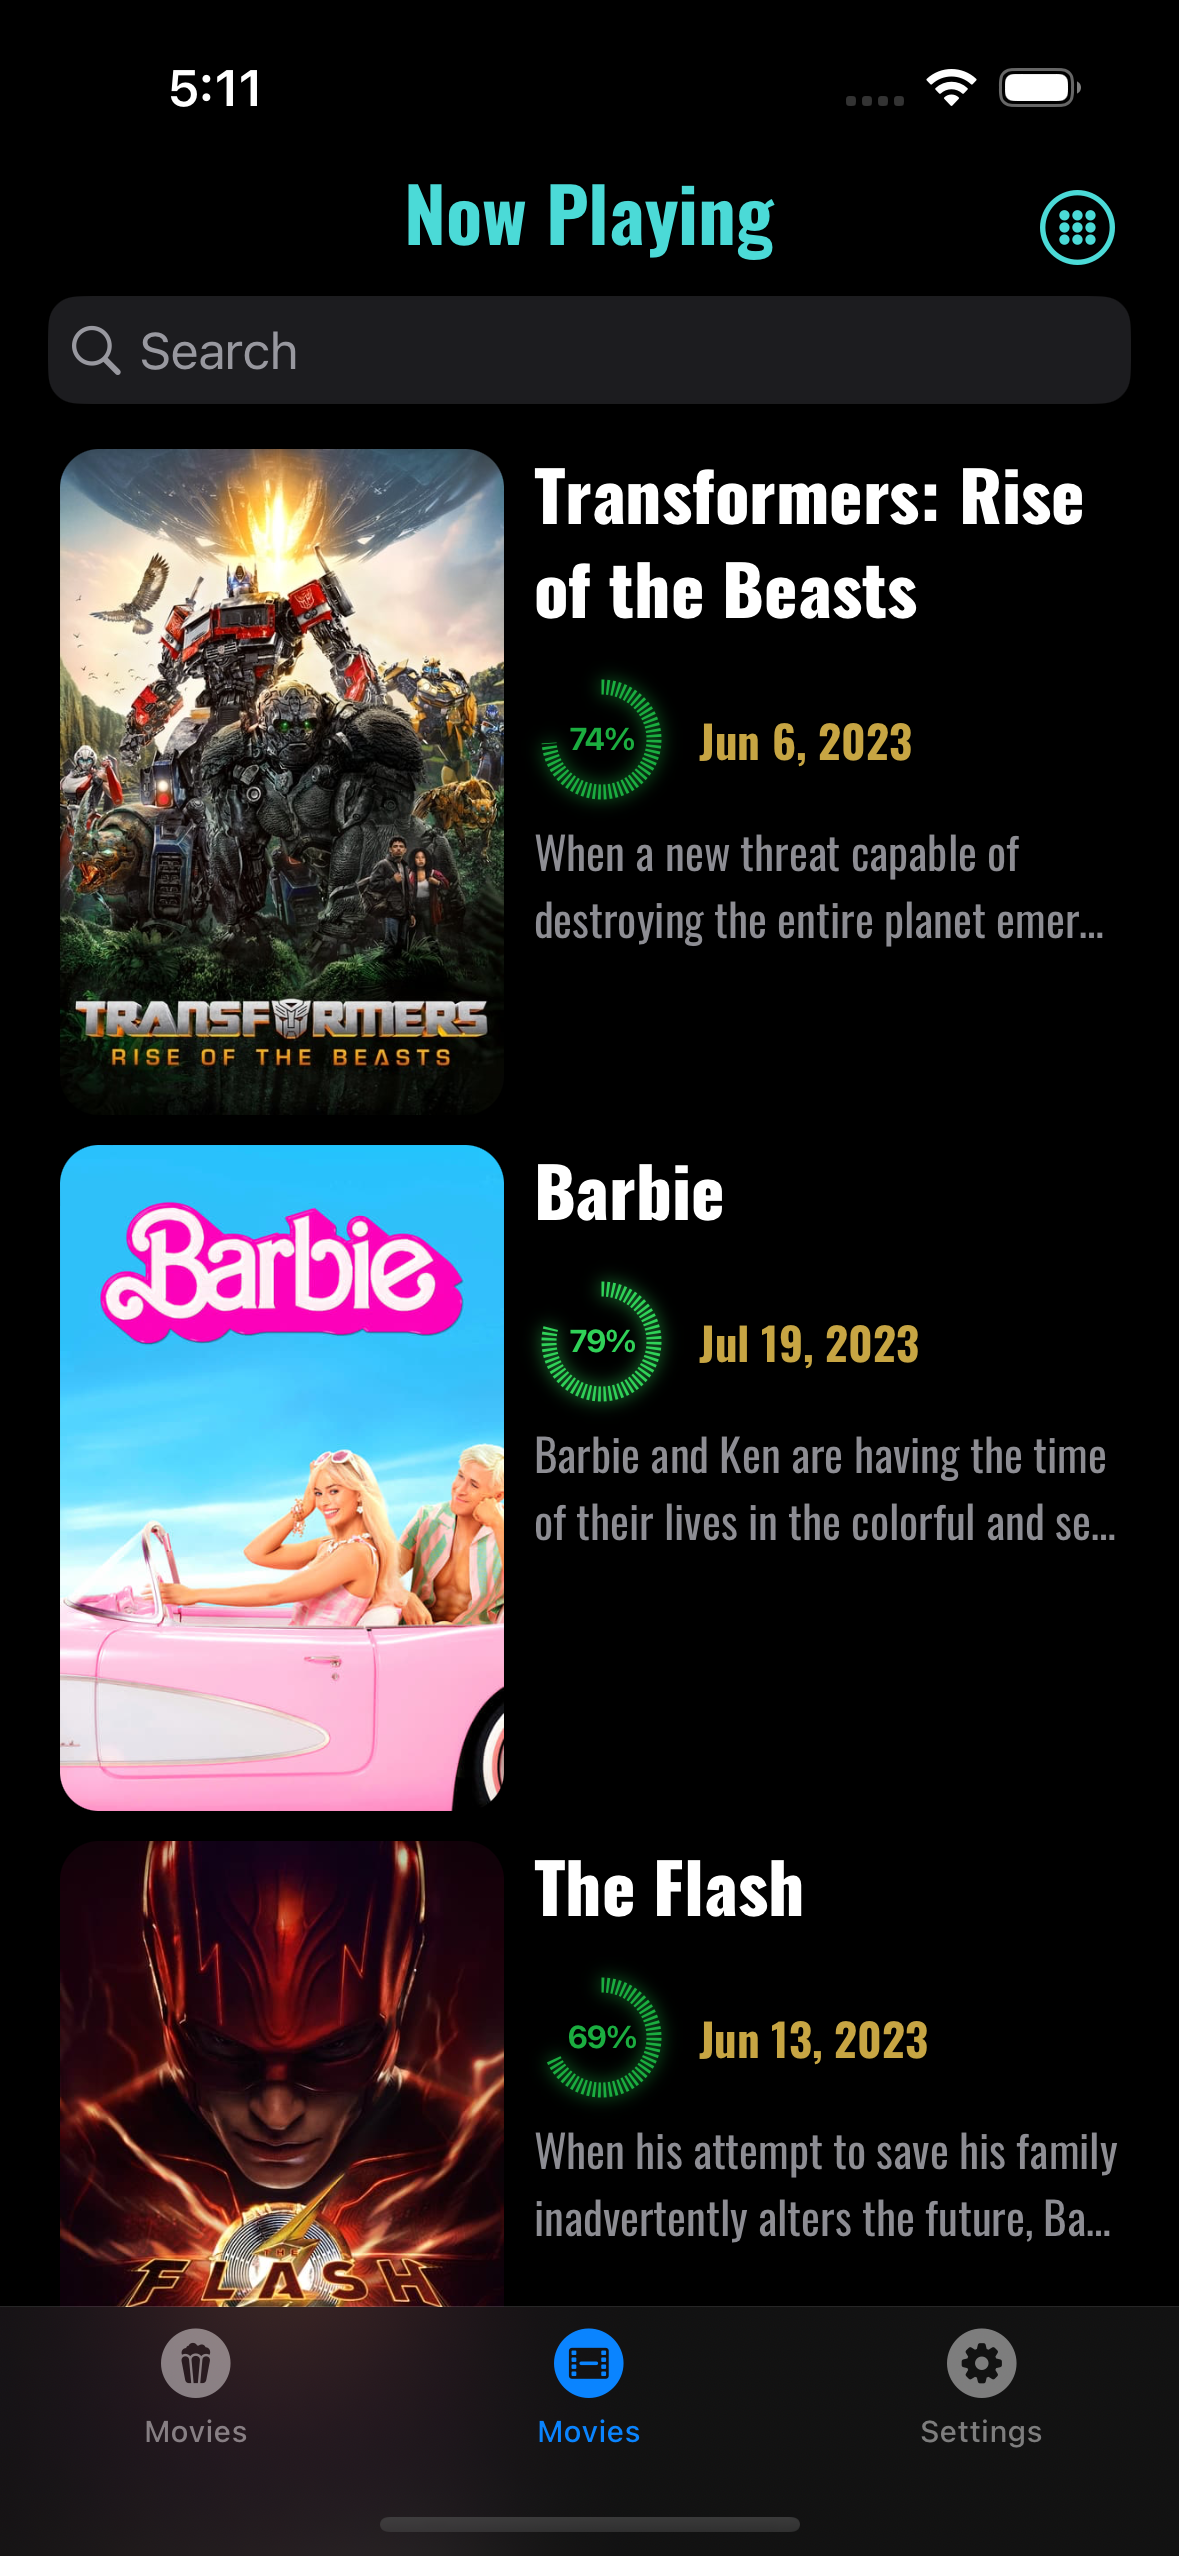 5:11
Now Playing
Search
TRANSFORMERS
RISE OF THE BEASTS
Transformers: Rise
of the Beasts
74%
Jun 6, 2023
When a new threat capable of
destroying the entire planet emer...
Barbie
Barbie
79%
Jul 19, 2023
Barbie and Ken are having the time
of their lives in the colorful and se...
THE
FLASH
The Flash
69%
Jun 13, 2023
When his attempt to save his family
inadvertently alters the future, Ba...
Movies
Movies
Settings